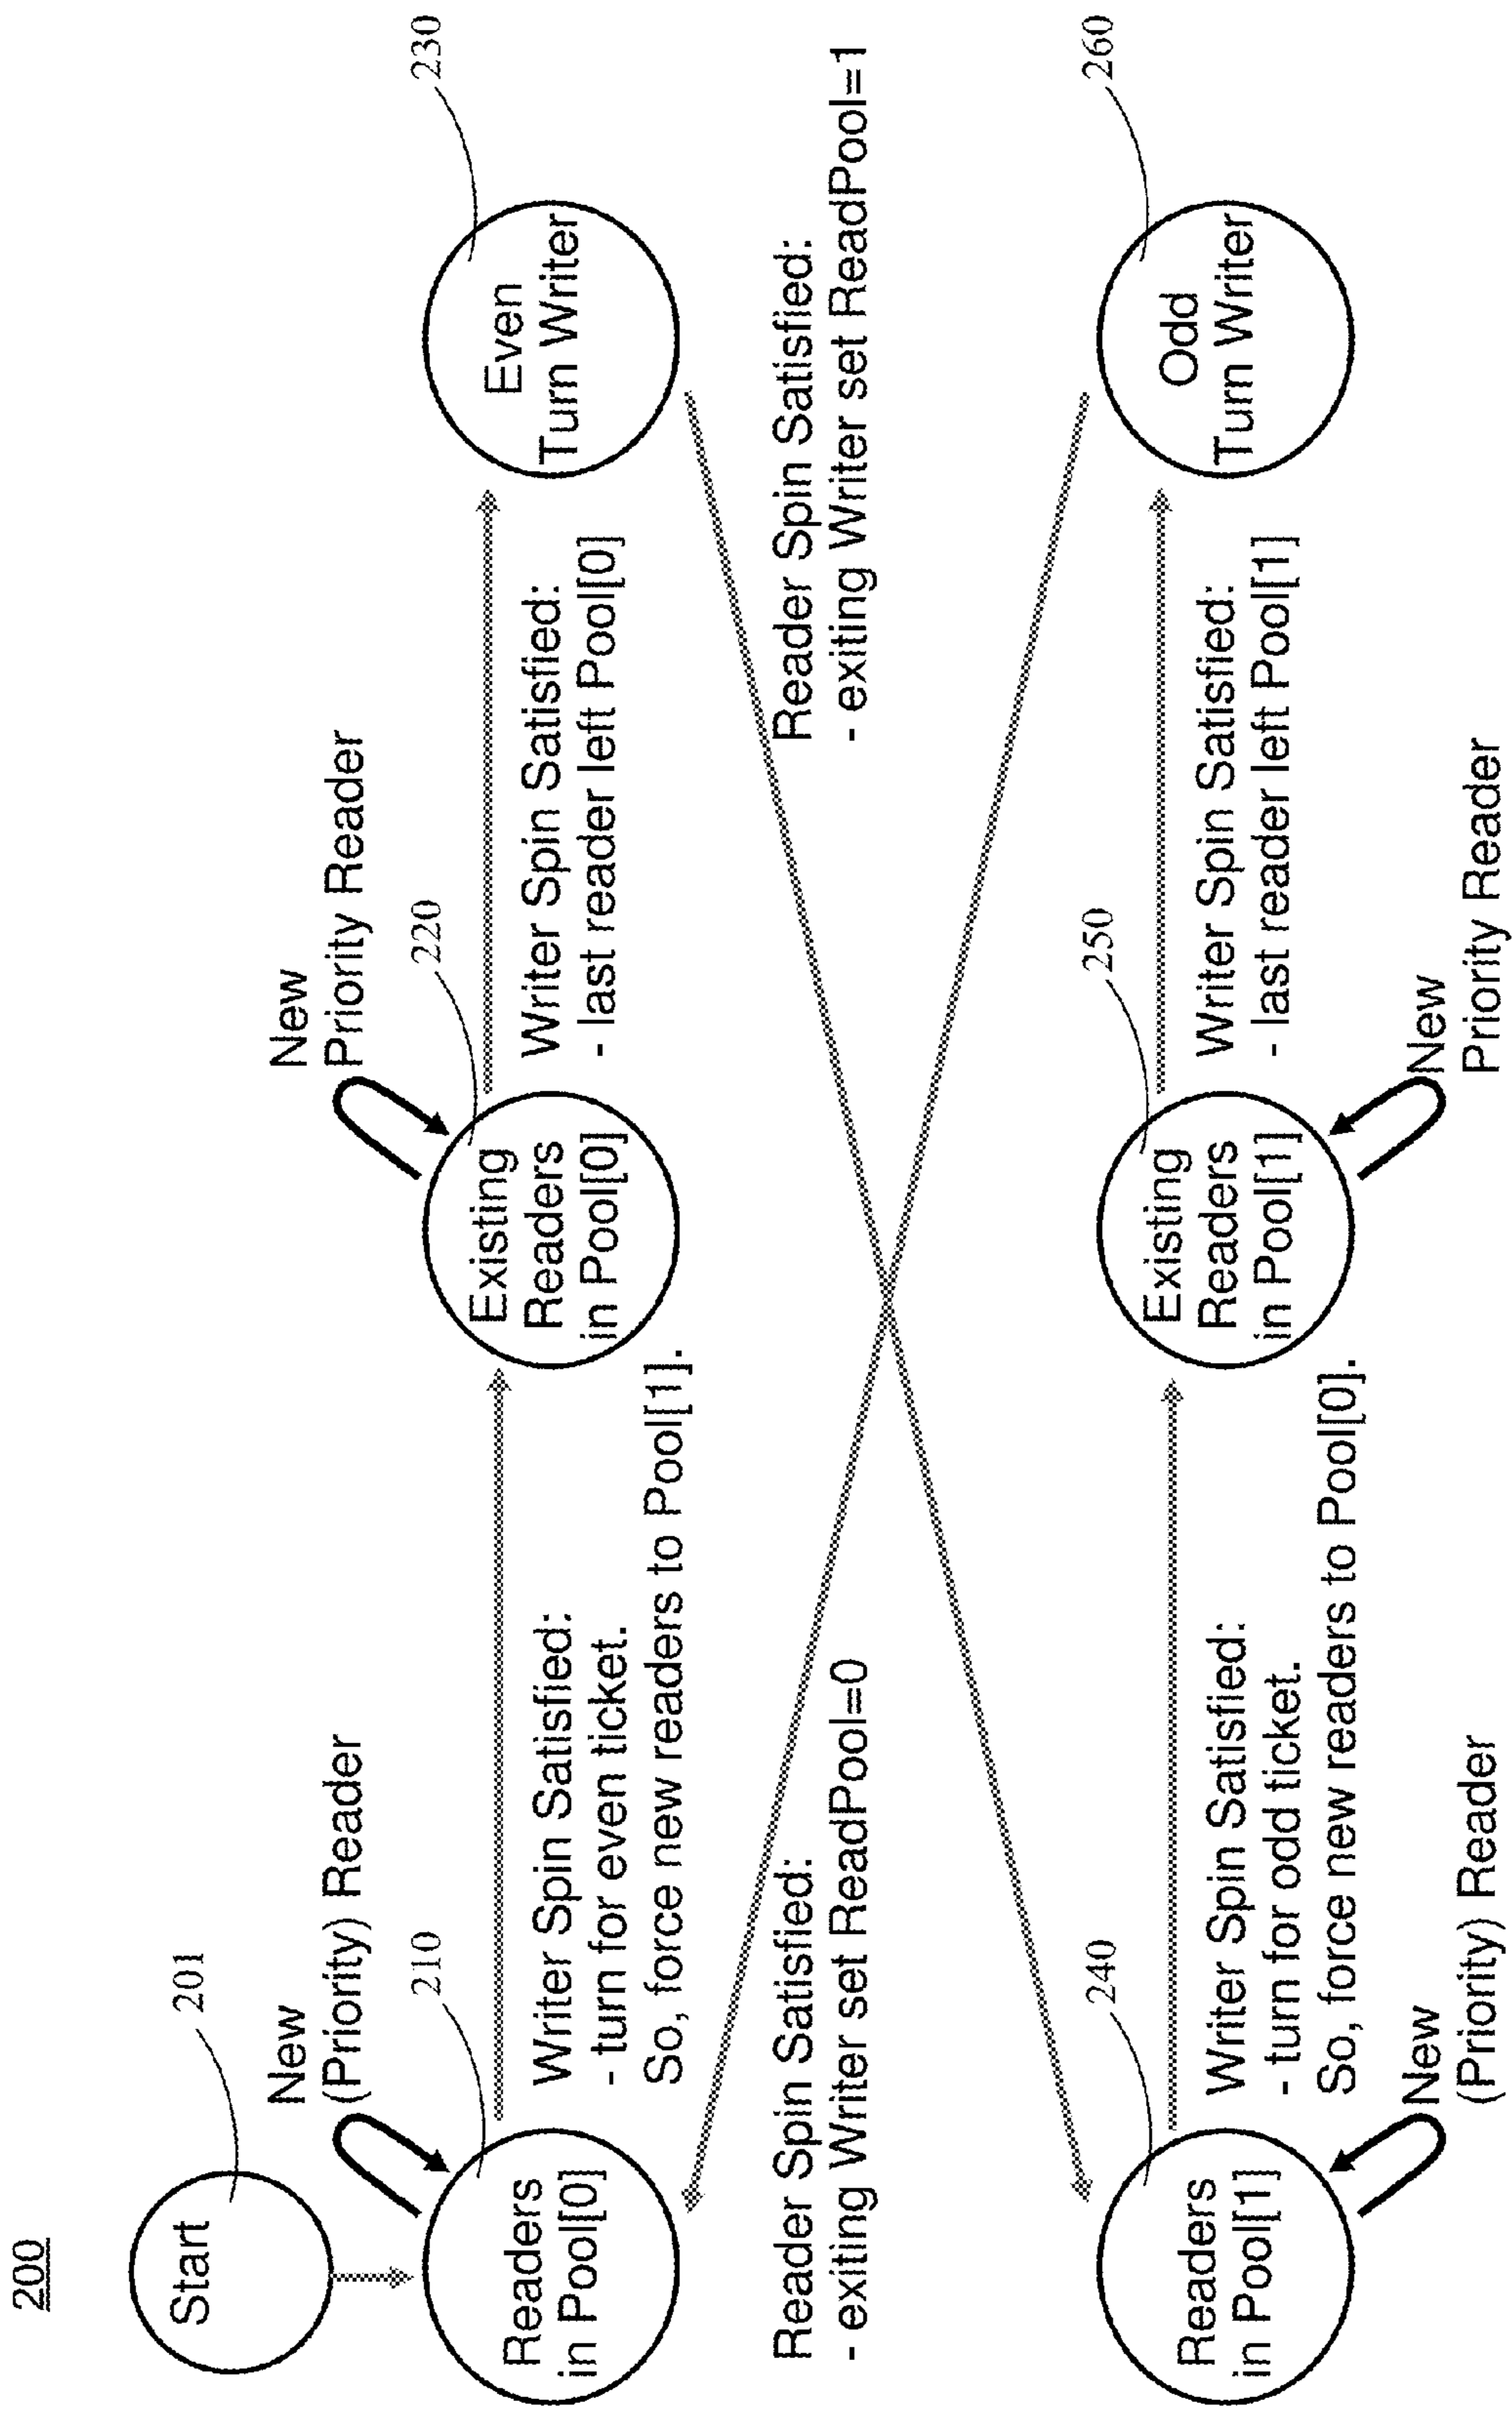 200
Start
201
New
(Priority) Reader
210
Readers
in Pool[0]
Writer Spin Satisfied:
- turn for even ticket.
So, force new readers to Pool[1].
New
Priority Reader
220
Existing
Readers
in Pool[0]
Writer Spin Satisfied:
- last reader left Pool[0]
230
Even
Turn Writer
Reader Spin Satisfied:
- exiting Writer set ReadPool=0
Reader Spin Satisfied:
- exiting Writer set ReadPool=1
240
Readers
in Pool[1]
New
(Priority) Reader
Writer Spin Satisfied:
- turn for odd ticket.
So, force new readers to Pool[0].
250
Existing
Readers
in Pool[1]
New
Priority Reader
Writer Spin Satisfied:
- last reader left Pool[1]
260
Odd
Turn Writer